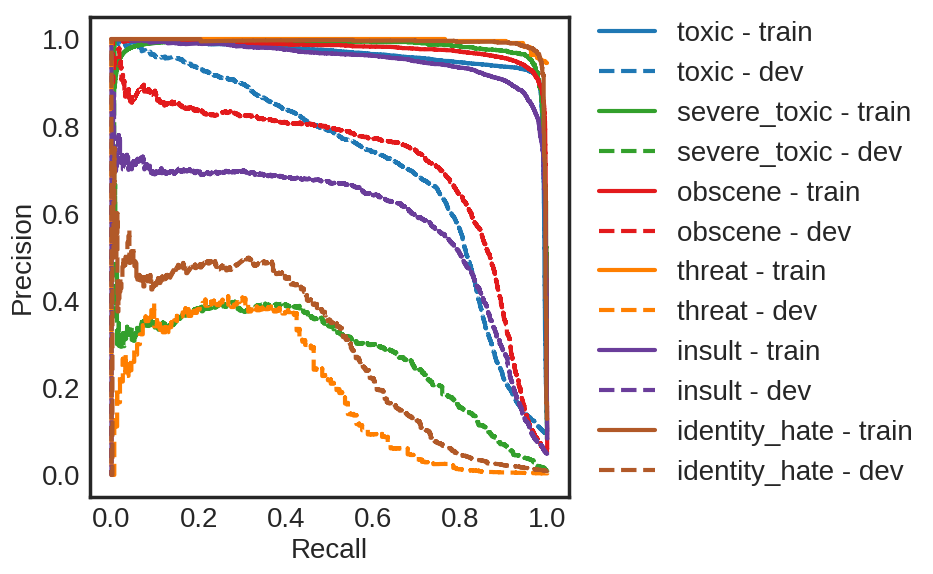 1.0
0.8
0.6
0.4
0.2
0.0
Precision
0.0 0.2 0.4 0.6 0.8 1.0
Recall
toxic - train
toxic - dev
severe_toxic - train
severe_toxic - dev
obscene - train
obscene - dev
threat - train
threat - dev
insult - train
insult - dev
identity_hate - train
identity_hate - dev